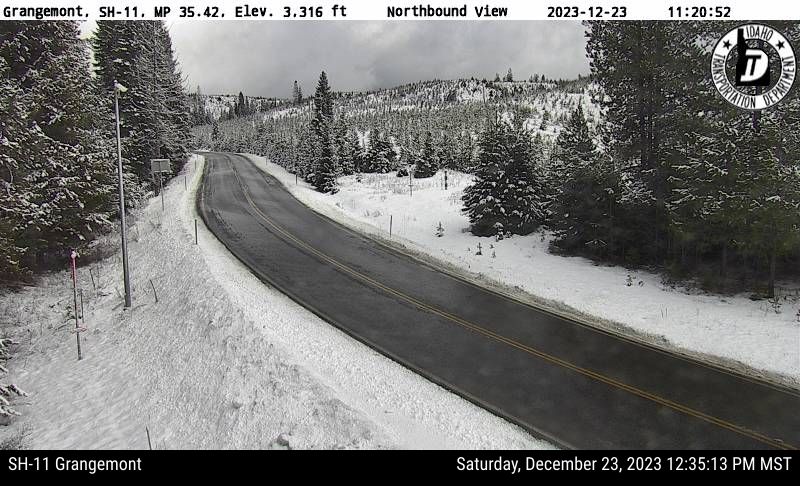 Grangemont, SH-11, MP 35.42, Elev. 3,316 ft Northbound View 2023-12-23 11:20:52
IDAHO
TRANSPORTATION DEPARTMENT
SH-11 Grangemont Saturday, December 23, 2023 12:35:13 PM MST